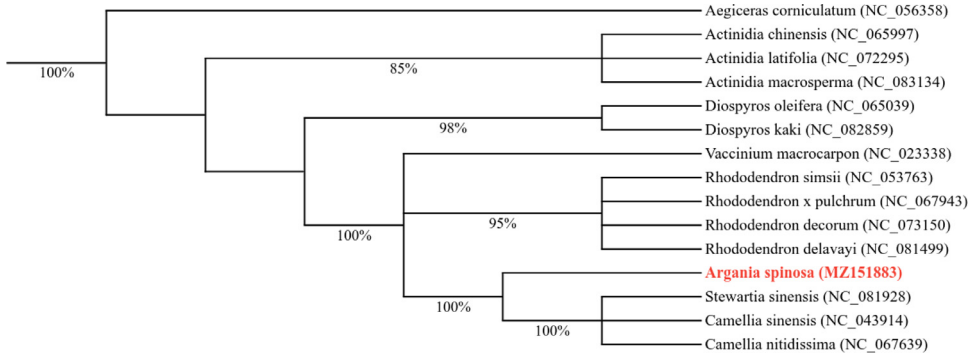 Aegiceras corniculatum (NC_056358)
Actinidia chinensis (NC_065997)
100%
85%
Actinidia latifolia (NC_072295)
Actinidia macrosperma (NC_083134)
Diospyros oleifera (NC_065039)
98%
Diospyros kaki (NC_082859)
Vaccinium macrocarpon (NC_023338)
Rhododendron simsii (NC_053763)
Rhododendron x pulchrum (NC_067943)
95%
Rhododendron decorum (NC_073150)
100%
Rhododendron delavayi (NC_081499)
Argania spinosa (MZ151883)
Stewartia sinensis (NC_081928)
100%
Camellia sinensis (NC_043914)
100%
Camellia nitidissima (NC_067639)